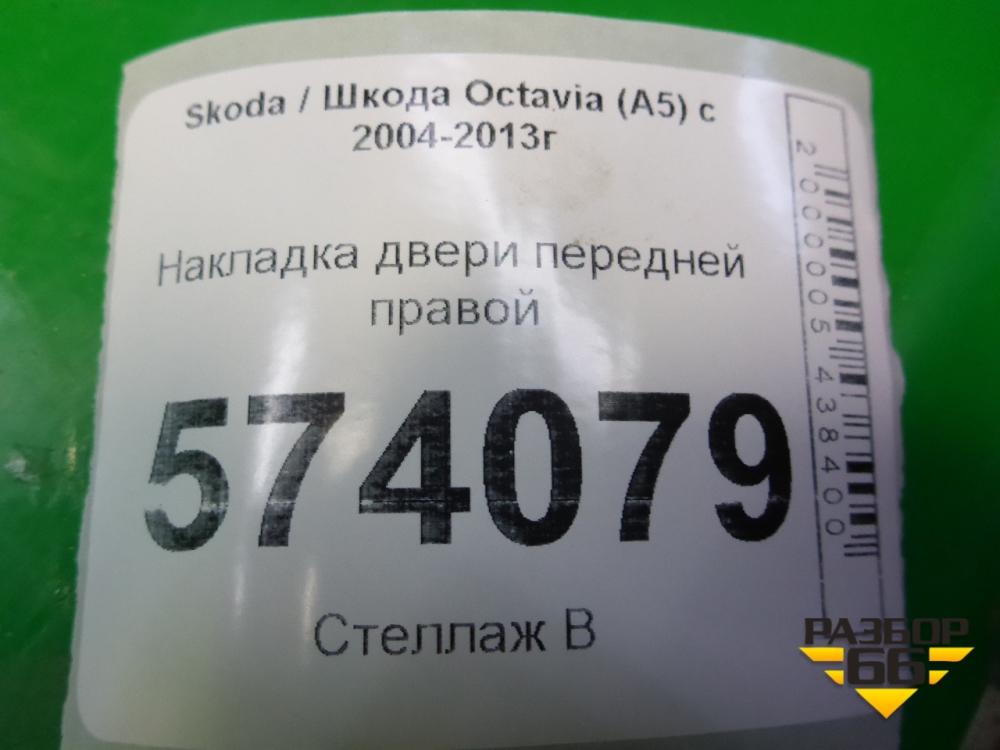 Skoda / Шкода Octavia (A5) с
2004-2013г
Накладка двери передней
правой
574079
Стеллаж В
2000005438400
РАЗБОР
66